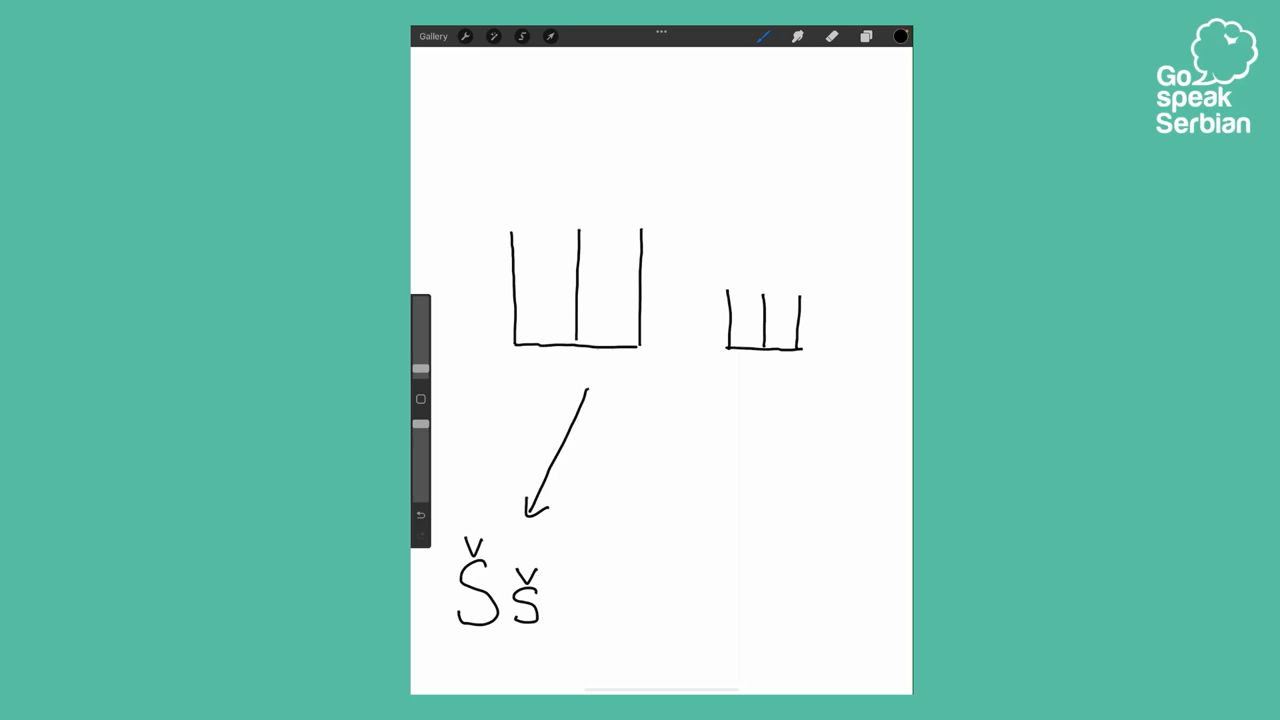 Gallery
Go
speak
Serbian
Ш ш
Š š